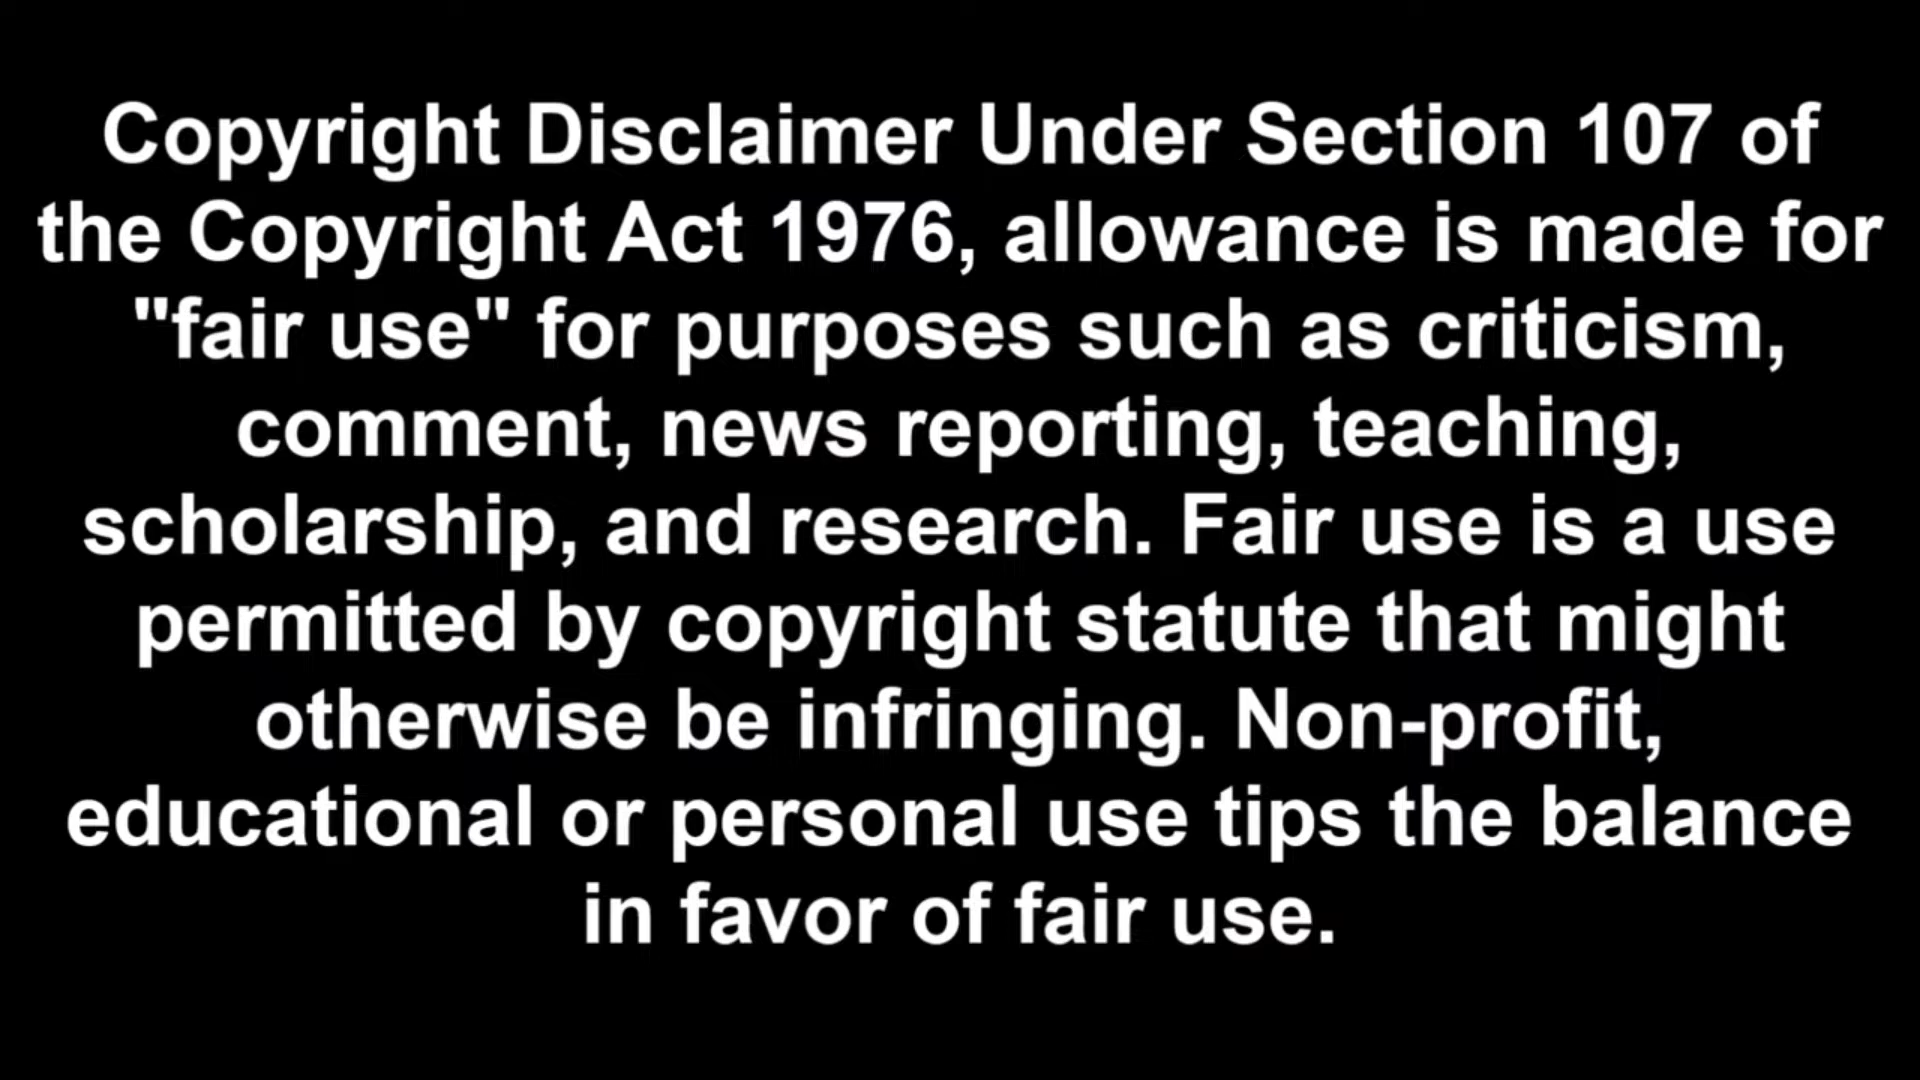 Copyright Disclaimer Under Section 107 of
the Copyright Act 1976, allowance is made for
"fair use" for purposes such as criticism,
comment, news reporting, teaching,
scholarship, and research. Fair use is a use
permitted by copyright statute that might
otherwise be infringing. Non-profit,
educational or personal use tips the balance
in favor of fair use.